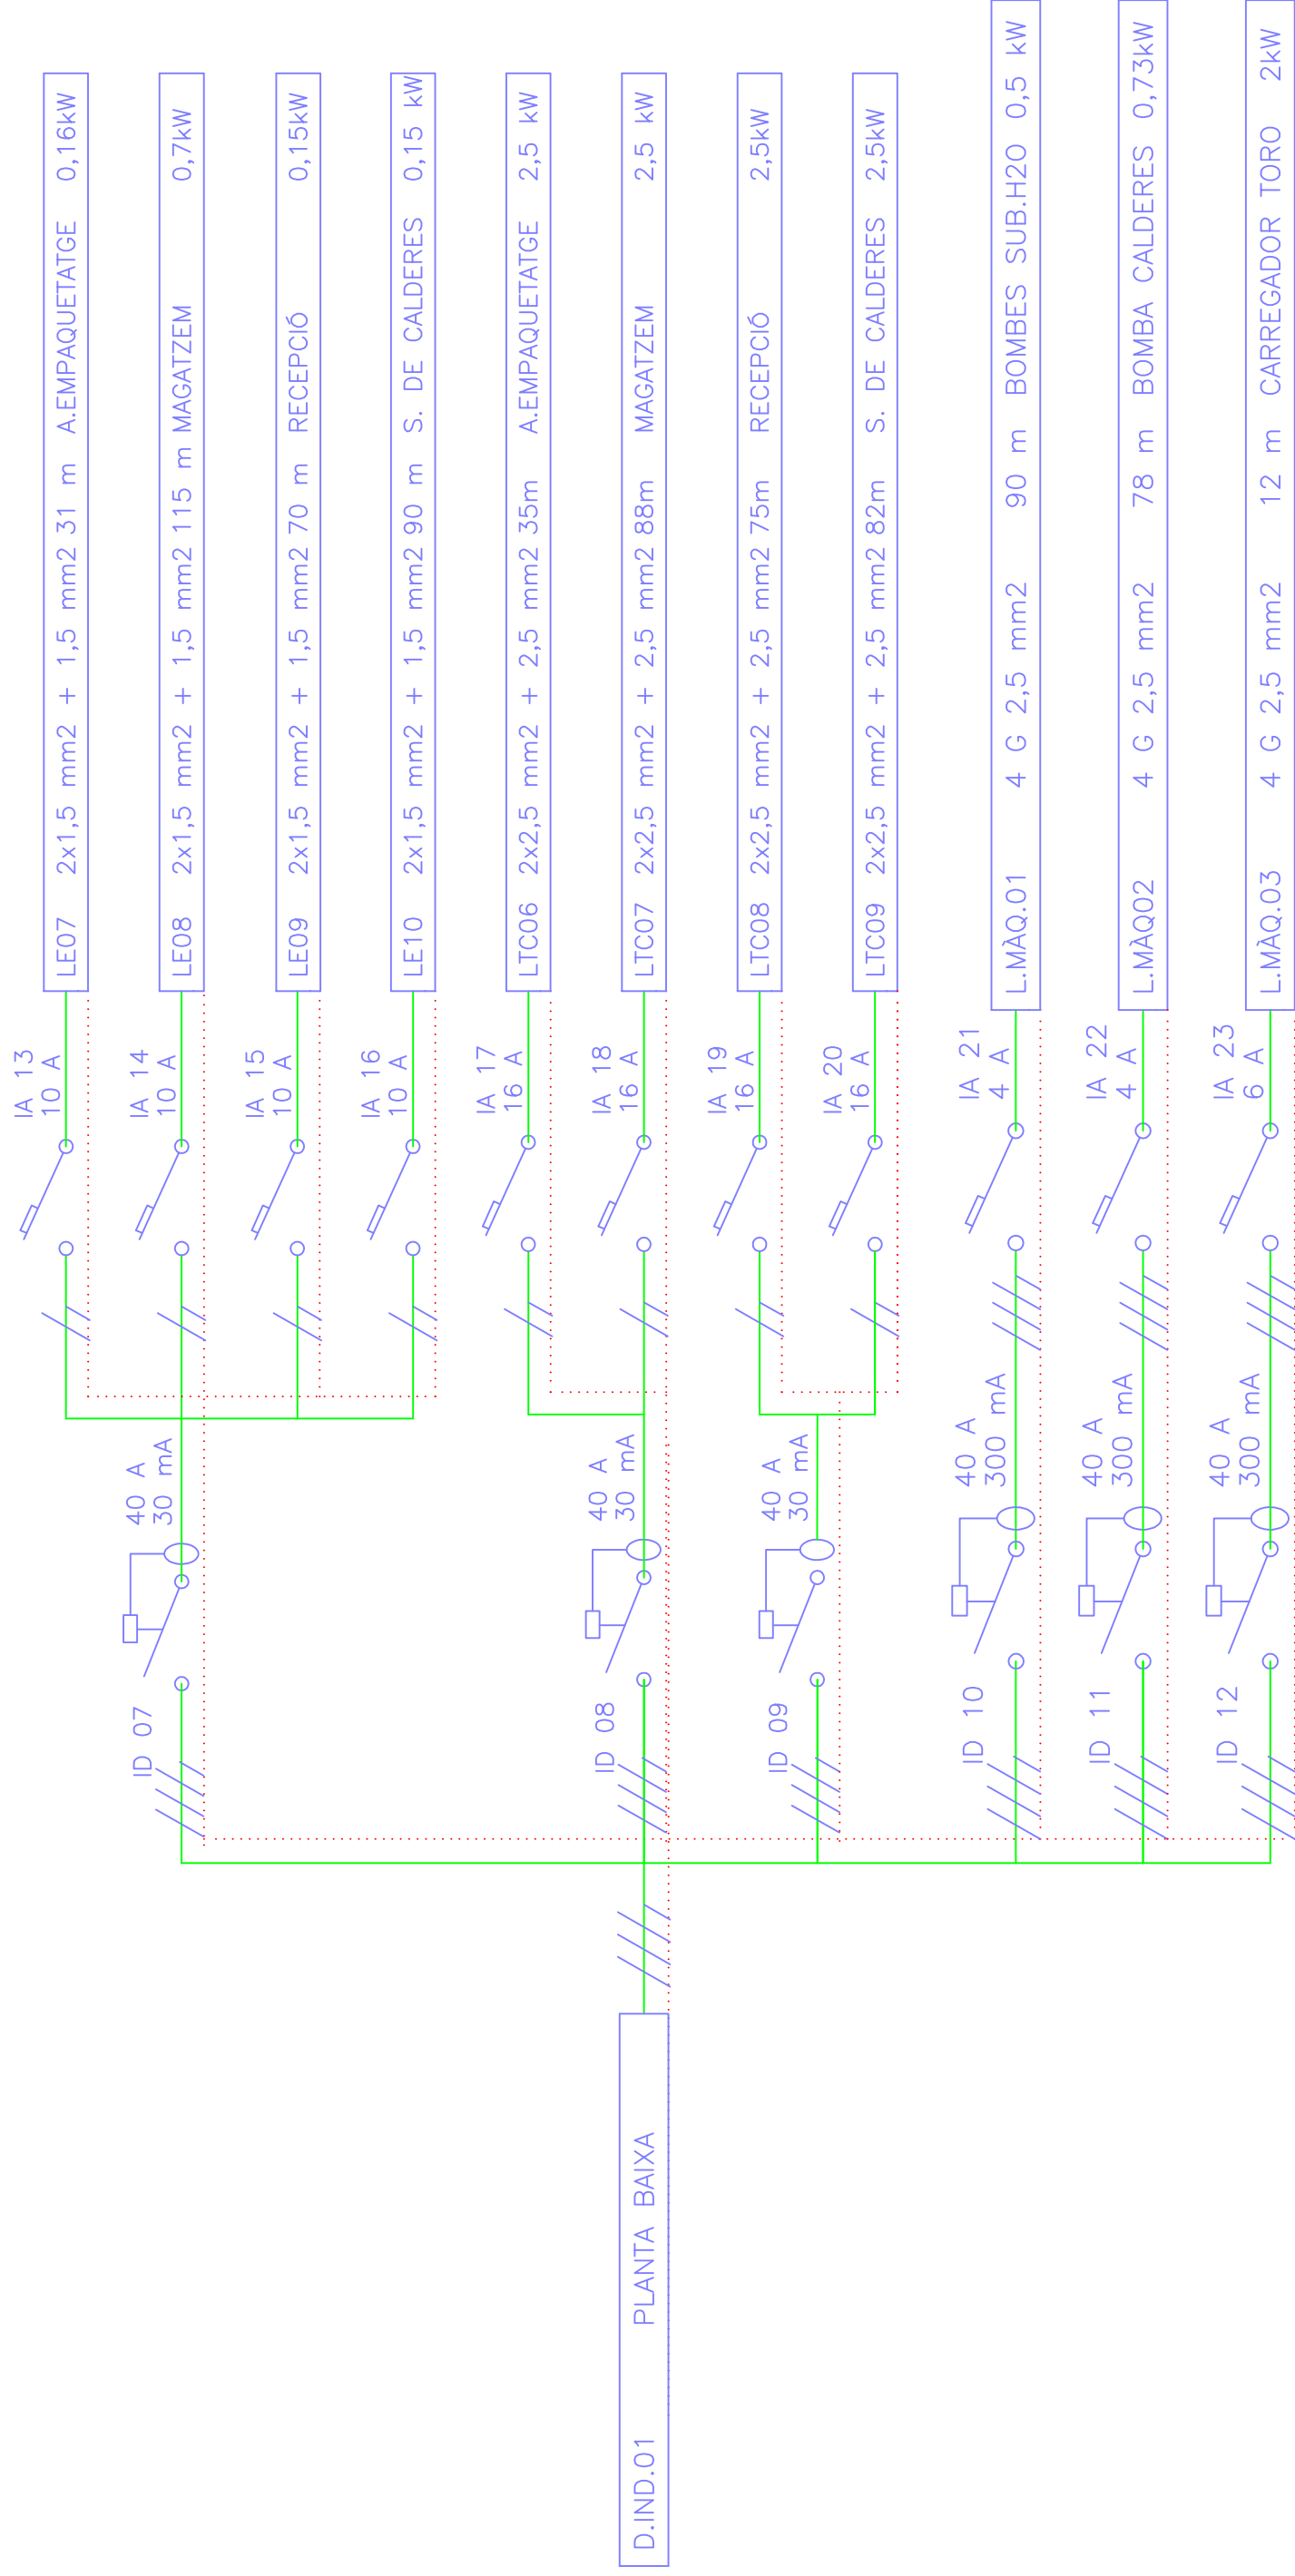 LE07 2x1,5 mm2 + 1,5 mm2 31 m A.EMPAQUETATGE 0,16kW
LE08 2x1,5 mm2 + 1,5 mm2 115 m MAGATZEM 0,7kW
LE09 2x1,5 mm2 + 1,5 mm2 70 m RECEPCIÓ 0,15kW
LE10 2x1,5 mm2 + 1,5 mm2 90 m S. DE CALDERES 0,15 kW
LTC06 2x2,5 mm2 + 2,5 mm2 35m A.EMPAQUETATGE 2,5 kW
LTC07 2x2,5 mm2 + 2,5 mm2 88m MAGATZEM 2,5 kW
LTC08 2x2,5 mm2 + 2,5 mm2 75m RECEPCIÓ 2,5kW
LTC09 2x2,5 mm2 + 2,5 mm2 82m S. DE CALDERES 2,5kW
L.MÀQ.01 4 G 2,5 mm2 90 m BOMBES SUB.H2O 0,5 kW
L.MÀQ02 4 G 2,5 mm2 78 m BOMBA CALDERES 0,73kW
L.MÀQ.03 4 G 2,5 mm2 12 m CARREGADOR TORO 2kW
IA 13
10 A
IA 14
10 A
IA 15
10 A
IA 16
10 A
IA 17
16 A
IA 18
16 A
IA 19
16 A
IA 20
16 A
IA 21
4 A
IA 22
4 A
IA 23
6 A
40 A
30 mA
40 A
30 mA
40 A
30 mA
40 A
300 mA
40 A
300 mA
40 A
300 mA
ID 07
ID 08
ID 09
ID 10
ID 11
ID 12
D.IND.01 PLANTA BAIXA